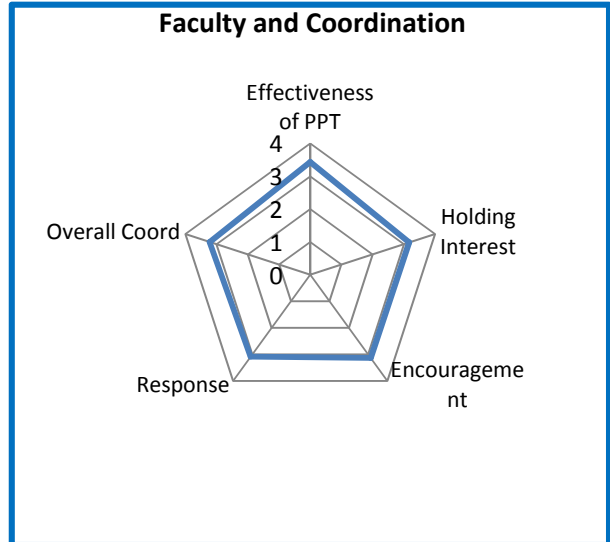 Faculty and Coordination
Effectiveness
of PPT
4
3
2
1
0
Holding
Interest
Encourageme
nt
Response
Overall Coord